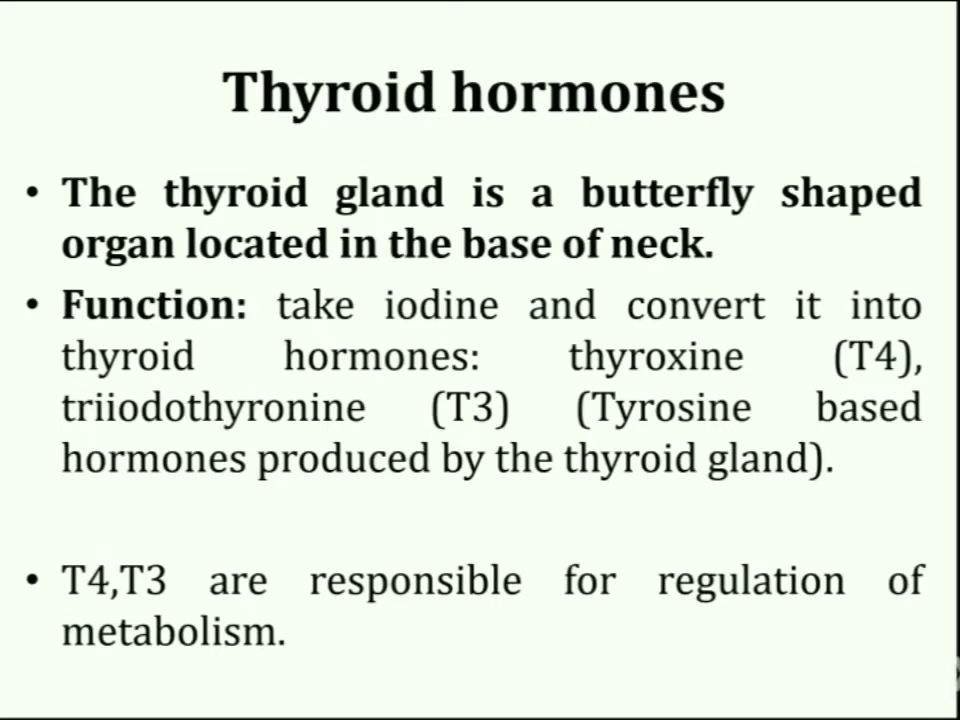 Thyroid hormones
• The thyroid gland is a butterfly shaped
organ located in the base of neck.
• Function: take iodine and convert it into
thyroid hormones: thyroxine (T4),
triiodothyronine (T3) (Tyrosine based
hormones produced by the thyroid gland).
• T4,T3 are responsible for regulation of
metabolism.